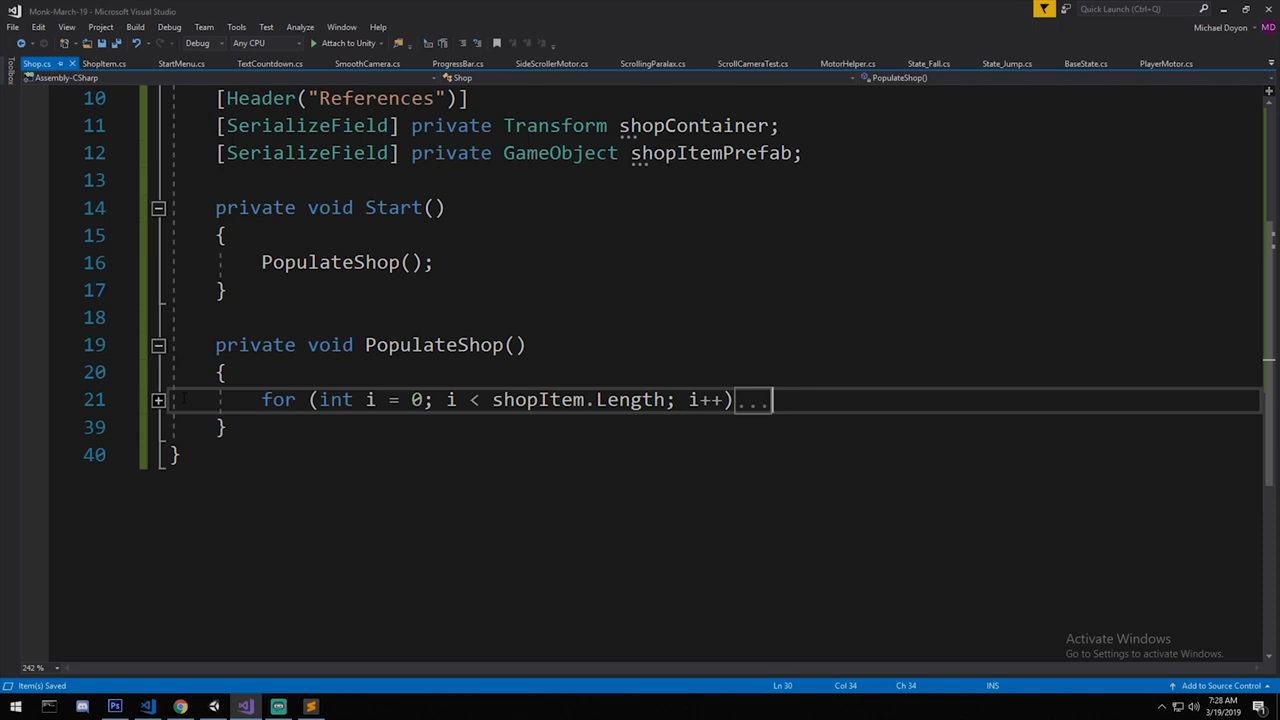 Monk-March-19 - Microsoft Visual Studio
Quick Launch (Ctrl+Q)
File Edit View Project Build Debug Team Tools Test Analyze Window Help
Michael Doyon MD
Debug Any CPU Attach to Unity
Toolbox
Shop.cs ShopItem.cs StartMenu.cs TextCountdown.cs SmoothCamera.cs ProgressBar.cs SideScrollerMotor.cs ScrollingParalax.cs ScrollCameraTest.cs MotorHelper.cs State_Fall.cs State_Jump.cs BaseState.cs PlayerMotor.cs
Assembly-CSharp Shop PopulateShop()
10 [Header("References")]
11 [SerializeField] private Transform shopContainer;
12 [SerializeField] private GameObject shopItemPrefab;
13
14 private void Start()
15 {
16 PopulateShop();
17 }
18
19 private void PopulateShop()
20 {
21 for (int i = 0; i < shopItem.Length; i++)...
39 }
40 }
Activate Windows
Go to Settings to activate Windows.
242 %
Item(s) Saved Ln 30 Col 34 Ch 34 INS Add to Source Control
7:28 AM
3/19/2019